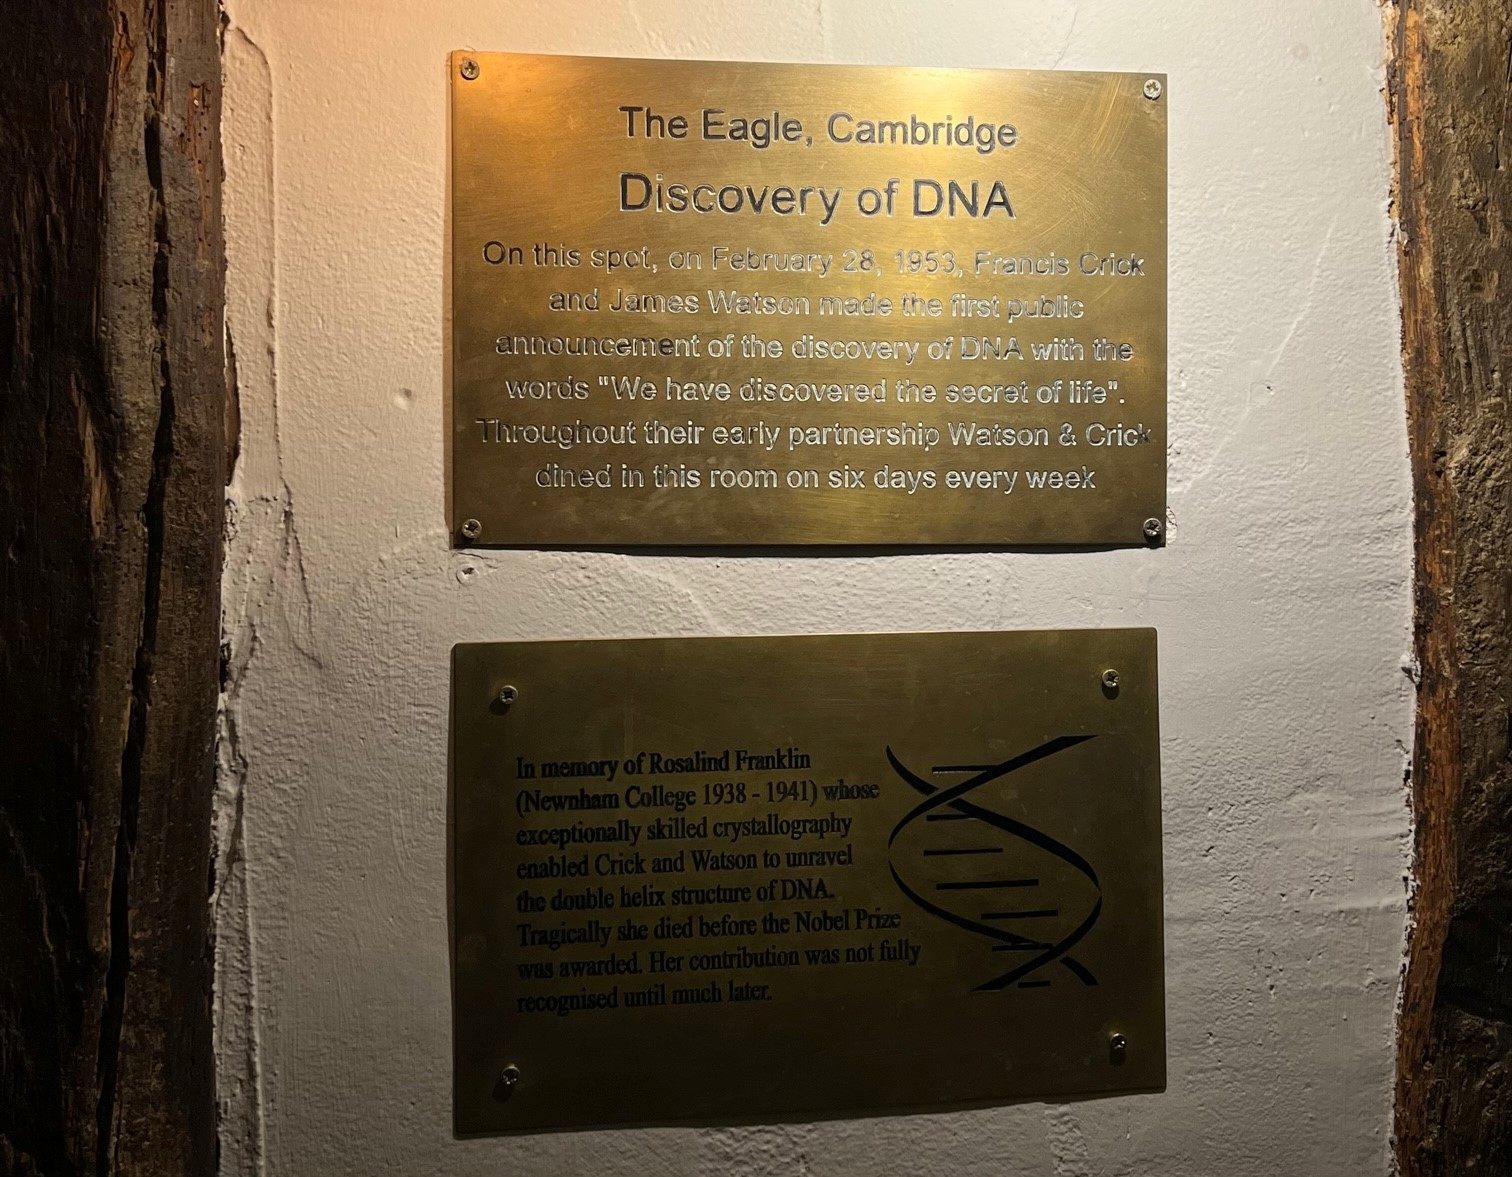 The Eagle, Cambridge
Discovery of DNA
On this spot, on February 28, 1953, Francis Crick
and James Watson made the first public
announcement of the discovery of DNA with the
words "We have discovered the secret of life".
Throughout their early partnership Watson & Crick
dined in this room on six days every week
In memory of Rosalind Franklin
(Newnham College 1938 - 1941) whose
exceptionally skilled crystallography
enabled Crick and Watson to unravel
the double helix structure of DNA.
Tragically she died before the Nobel Prize
was awarded. Her contribution was not fully
recognised until much later.